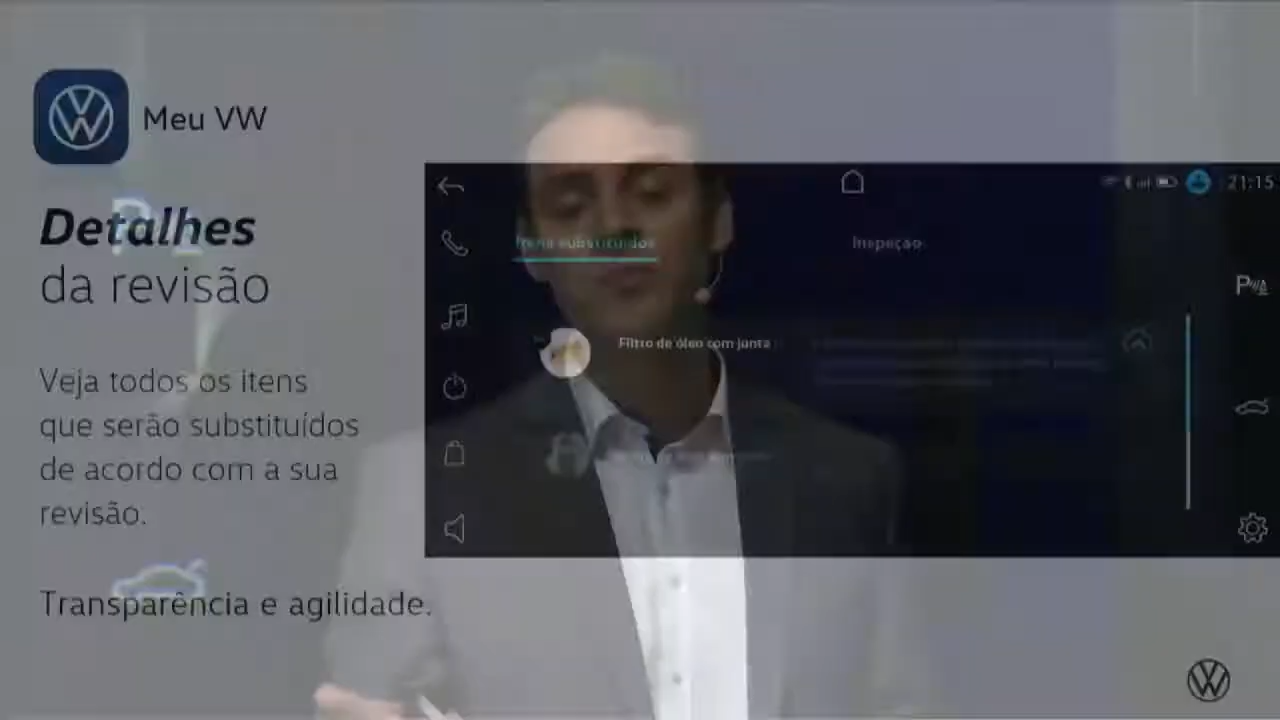 Meu VW
Detalhes
da revisão
Veja todos os itens
que serão substituídos
de acordo com a sua
revisão.
Transparência e agilidade.
21:15
Itens substituídos
Inspeção
Filtro de óleo com junta